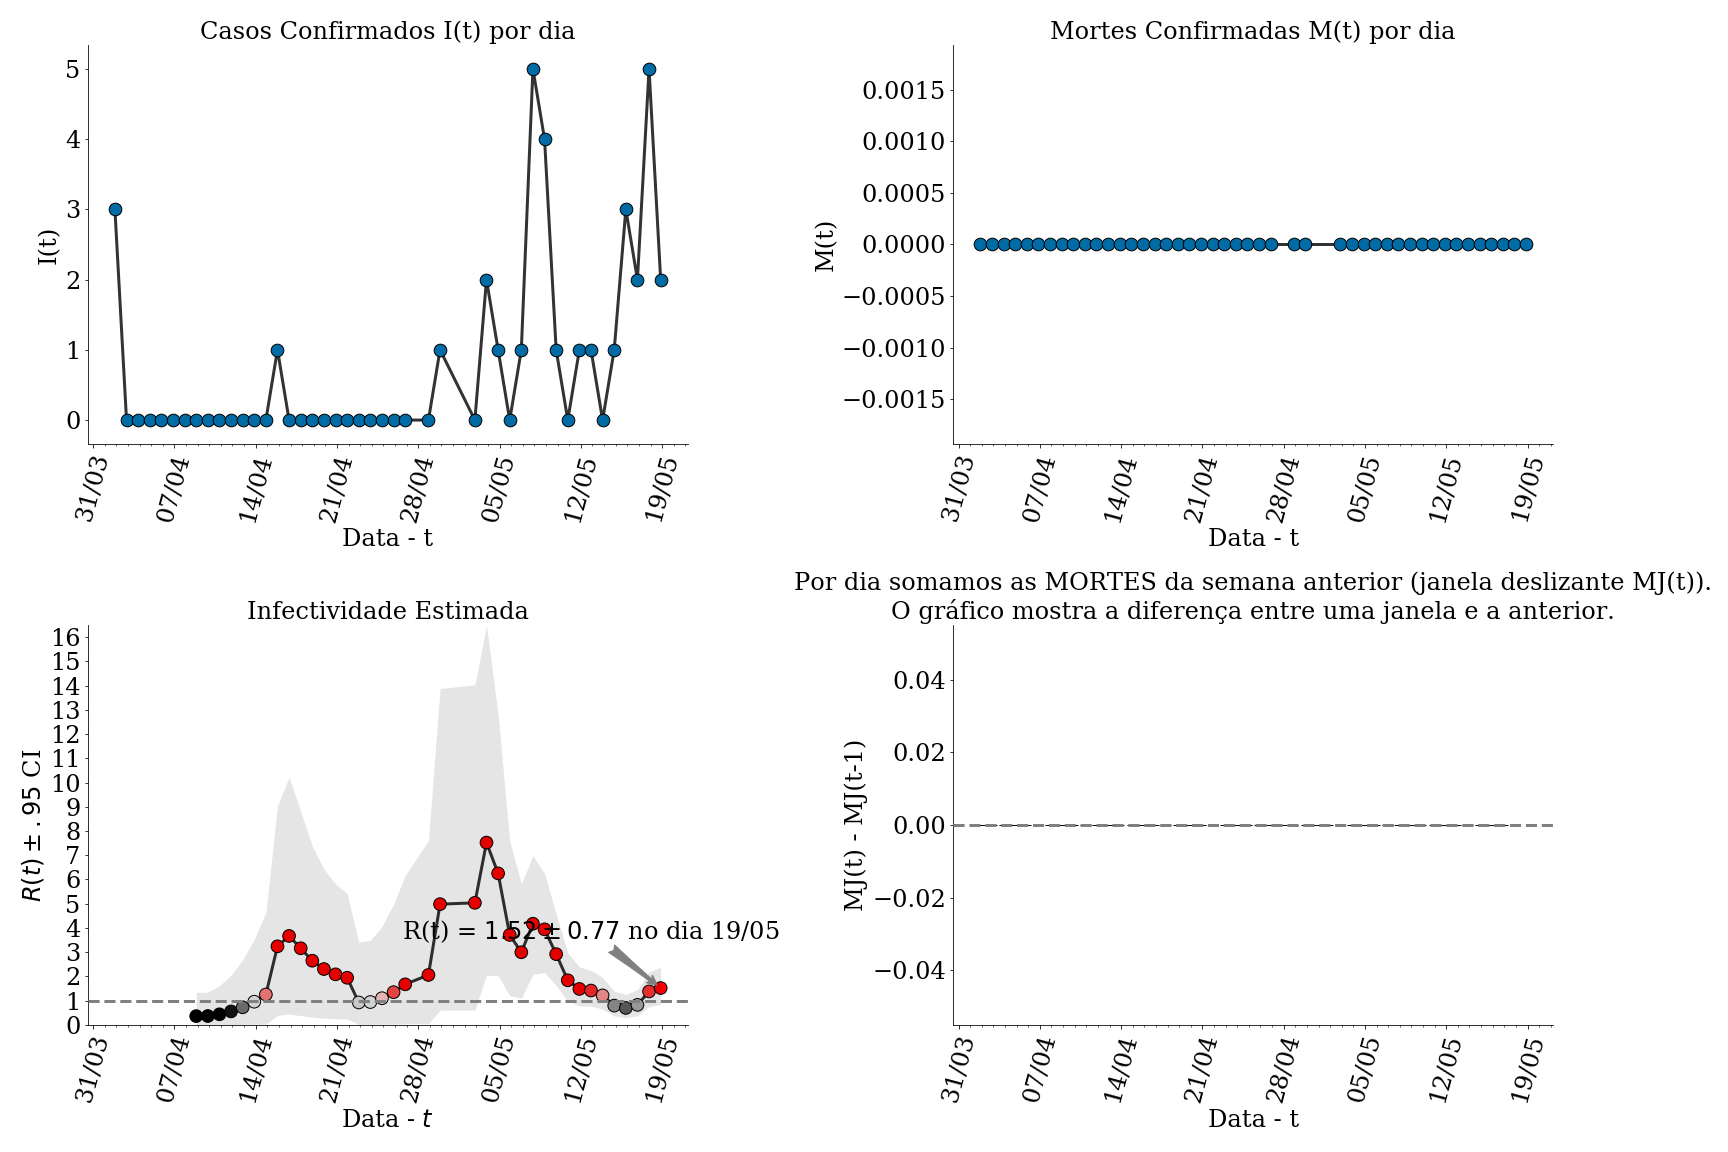 Casos Confirmados I(t) por dia
I(t)
5
4
3
2
1
0
31/03 07/04 14/04 21/04 28/04 05/05 12/05 19/05
Data - t
Mortes Confirmadas M(t) por dia
M(t)
0.0015
0.0010
0.0005
0.0000
−0.0005
−0.0010
−0.0015
31/03 07/04 14/04 21/04 28/04 05/05 12/05 19/05
Data - t
Infectividade Estimada
R(t) ± .95 CI
16
15
14
13
12
11
10
9
8
7
6
5
4
3
2
1
0
R(t) = 1.52 ± 0.77 no dia 19/05
31/03 07/04 14/04 21/04 28/04 05/05 12/05 19/05
Data - t
Por dia somamos as MORTES da semana anterior (janela deslizante MJ(t)).
O gráfico mostra a diferença entre uma janela e a anterior.
MJ(t) - MJ(t-1)
0.04
0.02
0.00
−0.02
−0.04
31/03 07/04 14/04 21/04 28/04 05/05 12/05 19/05
Data - t